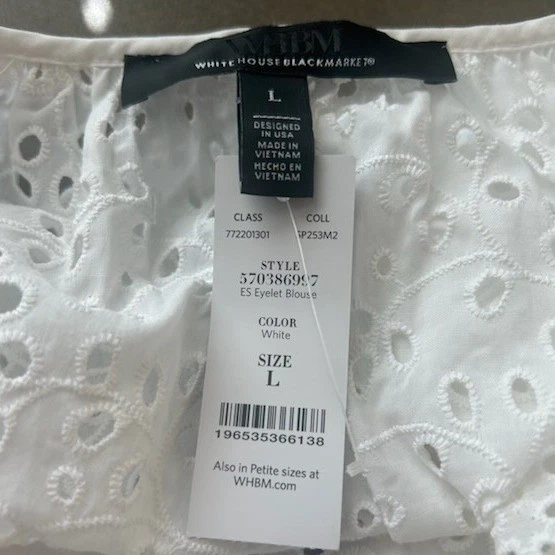 WHBM
WHITE HOUSE BLACK MARKET®
L
DESIGNED
IN USA
MADE IN
VIETNAM
HECHO EN
VIETNAM
CLASS COLL
772201301 SP253M2
STYLE
570386997
ES Eyelet Blouse
COLOR
White
SIZE
L
196535366138
Also in Petite sizes at
WHBM.com